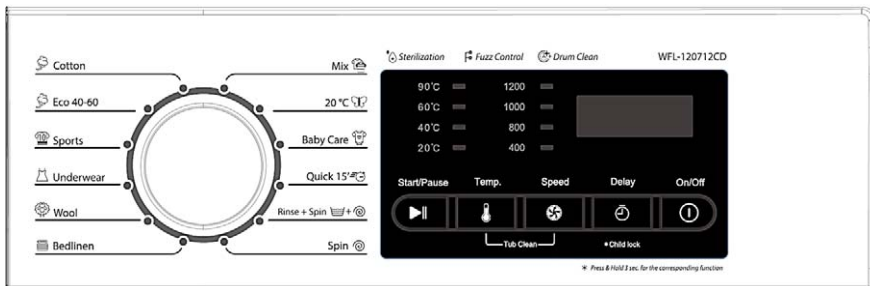 Sterilization Fuzz Control Drum Clean WFL-120712CD
Cotton
Eco 40-60
Sports
Underwear
Wool
Bedlinen
Mix
20 °C
Baby Care
Quick 15'
Rinse + Spin +
Spin
90°C 1200
60°C 1000
40°C 800
20°C 400
Start/Pause Temp. Speed Delay On/Off
Tub Clean • Child lock
* Press & Hold 3 sec. for the corresponding function